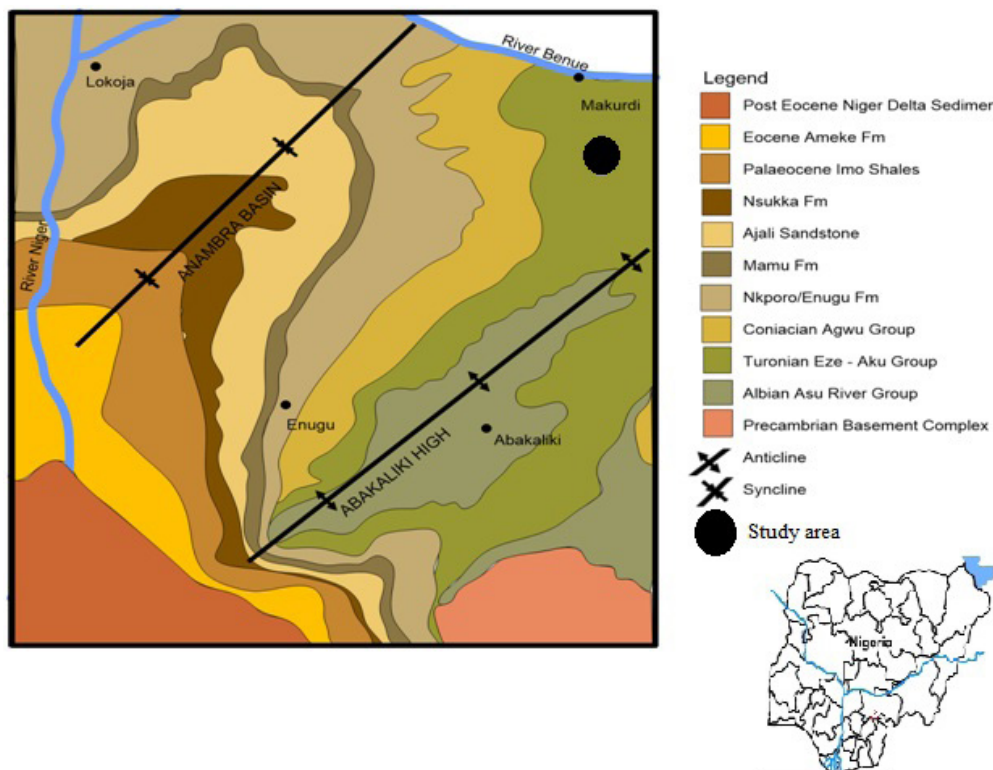 River Benue
Lokoja
Makurdi
River Niger
ANAMBRA BASIN
Enugu
Abakaliki
ABAKALIKI HIGH
Legend
Post Eocene Niger Delta Sedimer
Eocene Ameke Fm
Palaeocene Imo Shales
Nsukka Fm
Ajali Sandstone
Mamu Fm
Nkporo/Enugu Fm
Coniacian Agwu Group
Turonian Eze - Aku Group
Albian Asu River Group
Precambrian Basement Complex
Anticline
Syncline
Study area
Nigeria